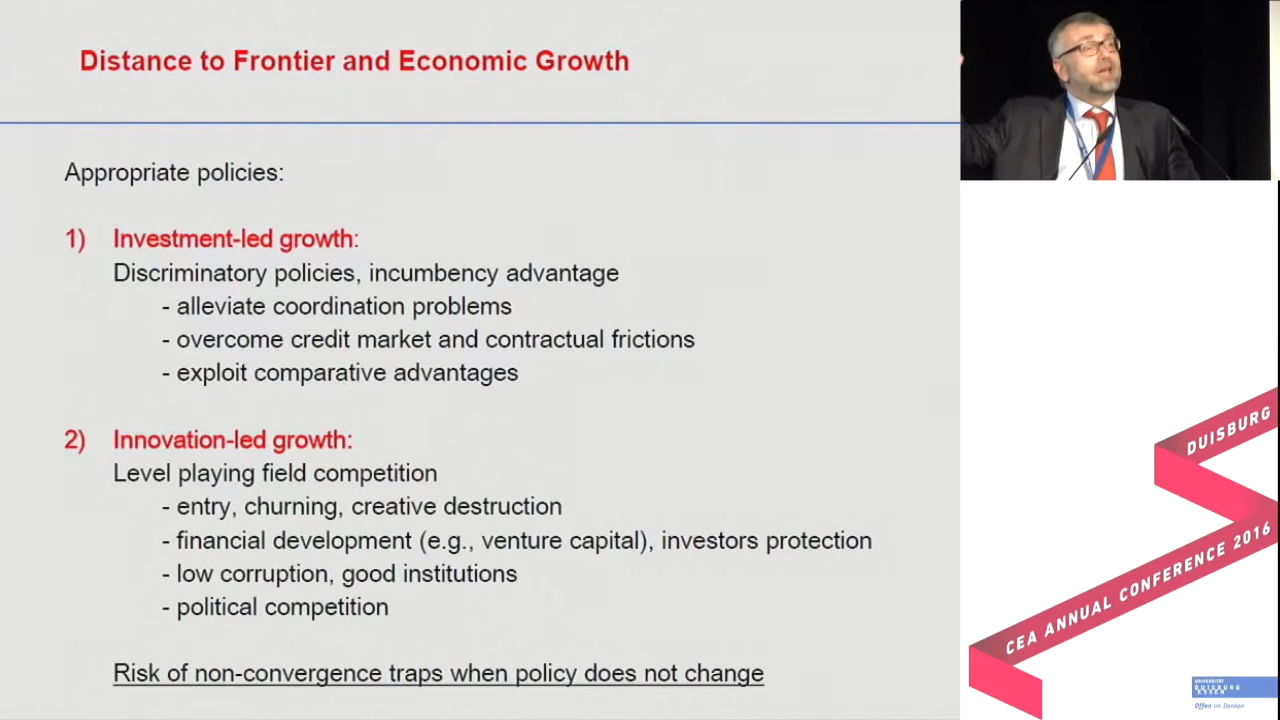 Distance to Frontier and Economic Growth
Appropriate policies:
1) Investment-led growth:
Discriminatory policies, incumbency advantage
- alleviate coordination problems
- overcome credit market and contractual frictions
- exploit comparative advantages
2) Innovation-led growth:
Level playing field competition
- entry, churning, creative destruction
- financial development (e.g., venture capital), investors protection
- low corruption, good institutions
- political competition
Risk of non-convergence traps when policy does not change
DUISBURG
CEA ANNUAL CONFERENCE 2016
UNIVERSITÄT
DUISBURG
ESSEN
Offen im Denken